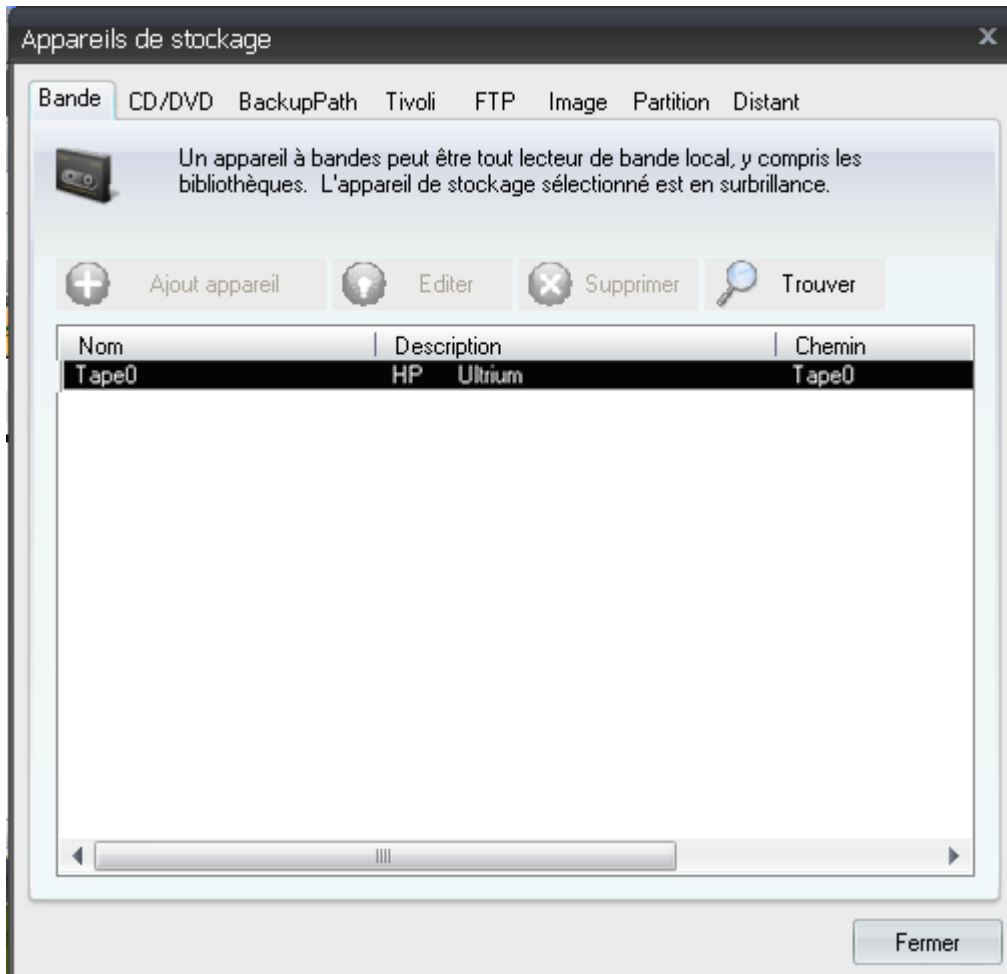 Appareils de stockage
Bande CD/DVD BackupPath Tivoli FTP Image Partition Distant
Un appareil à bandes peut être tout lecteur de bande local, y compris les
bibliothèques. L'appareil de stockage sélectionné est en surbrillance.
Ajout appareil Editer Supprimer Trouver
Nom Description Chemin
Tape0 HP Ultrium Tape0
Fermer